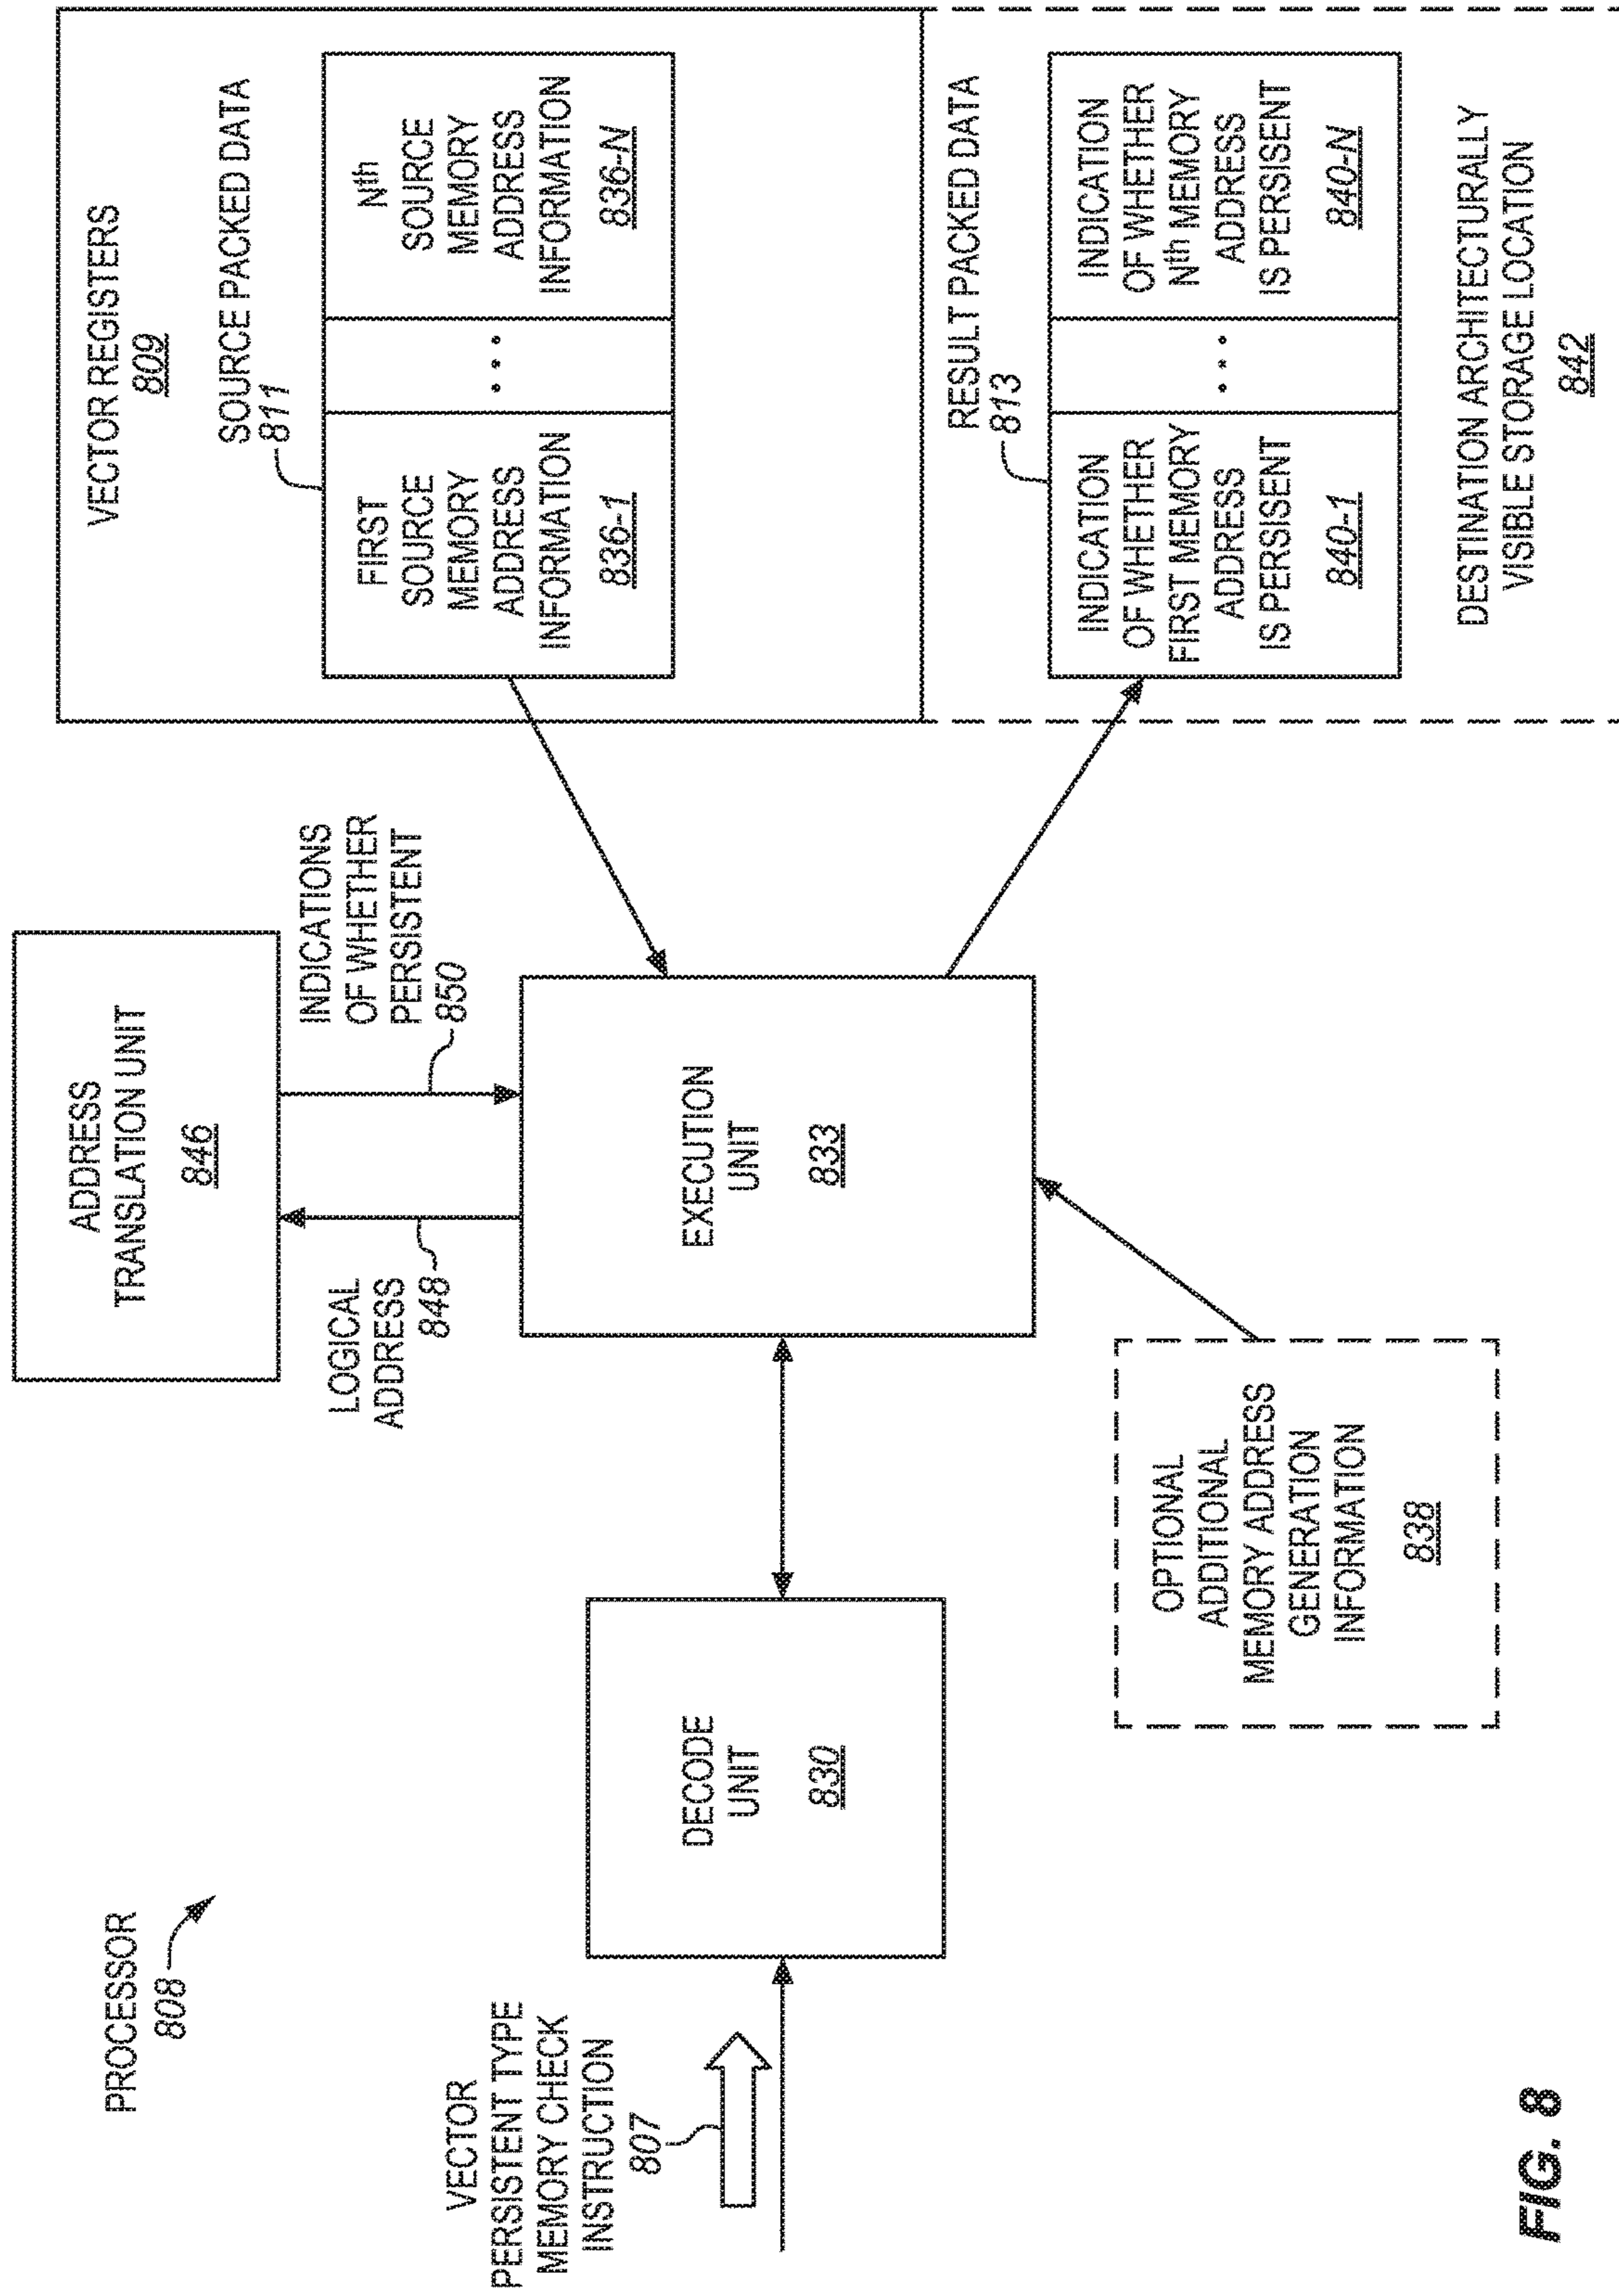 PROCESSOR
808
VECTOR
PERSISTENT TYPE
MEMORY CHECK
INSTRUCTION
807
DECODE
UNIT
830
ADDRESS
TRANSLATION UNIT
846
LOGICAL
ADDRESS
848
INDICATIONS
OF WHETHER
PERSISTENT
850
EXECUTION
UNIT
833
OPTIONAL
ADDITIONAL
MEMORY ADDRESS
GENERATION
INFORMATION
838
VECTOR REGISTERS
809
SOURCE PACKED DATA
811
FIRST
SOURCE
MEMORY
ADDRESS
INFORMATION
836-1
• • •
Nth
SOURCE
MEMORY
ADDRESS
INFORMATION
836-N
RESULT PACKED DATA
813
INDICATION
OF WHETHER
FIRST MEMORY
ADDRESS
IS PERSISENT
840-1
• • •
INDICATION
OF WHETHER
Nth MEMORY
ADDRESS
IS PERSISENT
840-N
DESTINATION ARCHITECTURALLY
VISIBLE STORAGE LOCATION
842
FIG. 8